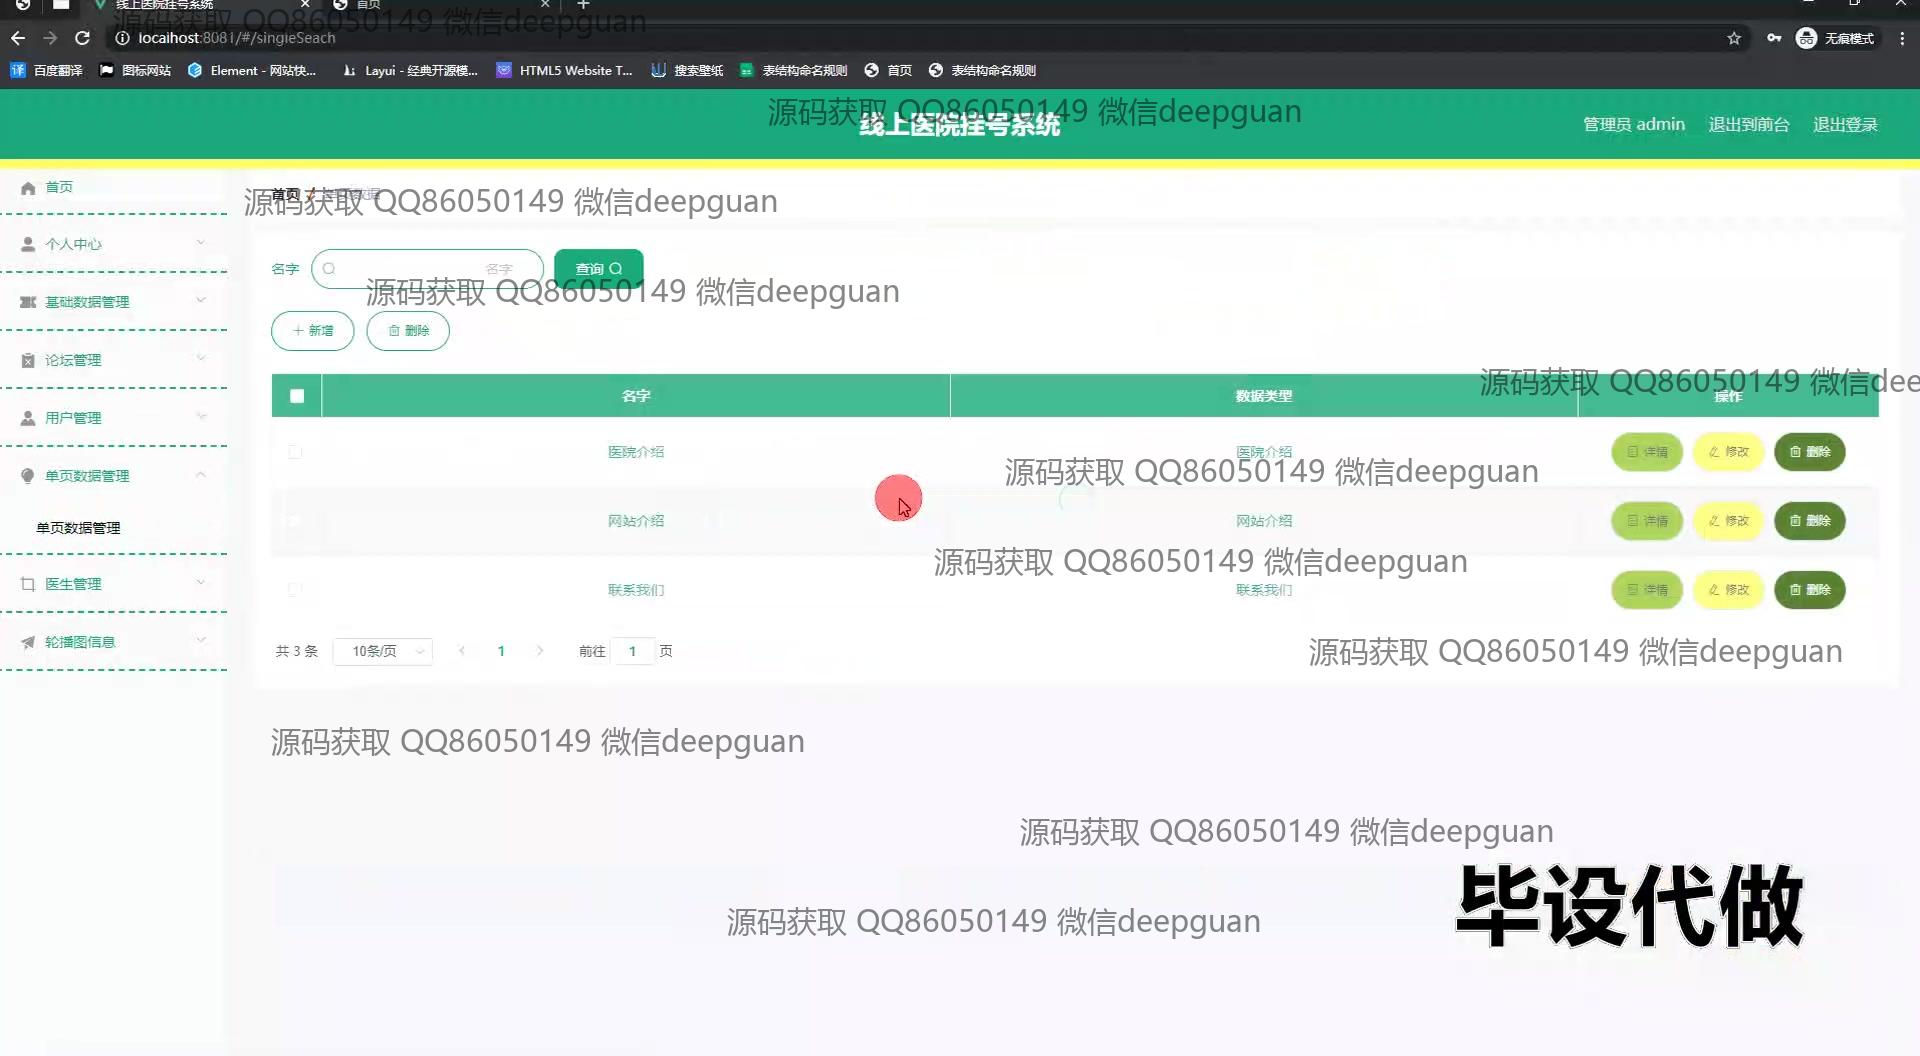 线上医院挂号系统
首页
源码获取 QQ86050149 微信deepguan
localhost:8081/#/singleSeach
无痕模式
百度翻译
图标网站
Element - 网站快...
Layui - 经典开源模...
HTML5 Website T...
搜索壁纸
表结构命名规则
首页
表结构命名规则
源码获取 QQ86050149 微信deepguan
线上医院挂号系统
管理员 admin
退出到前台
退出登录
首页
个人中心
基础数据管理
论坛管理
用户管理
单页数据管理
单页数据管理
医生管理
轮播图信息
首页 / 单页数据
源码获取 QQ86050149 微信deepguan
名字
名字
查询
源码获取 QQ86050149 微信deepguan
新增
删除
源码获取 QQ86050149 微信dee
名字
数据类型
操作
医院介绍
医院介绍
详情
修改
删除
源码获取 QQ86050149 微信deepguan
网站介绍
网站介绍
详情
修改
删除
源码获取 QQ86050149 微信deepguan
联系我们
联系我们
详情
修改
删除
共 3 条
10条/页
1
前往 1 页
源码获取 QQ86050149 微信deepguan
源码获取 QQ86050149 微信deepguan
源码获取 QQ86050149 微信deepguan
源码获取 QQ86050149 微信deepguan
毕设代做